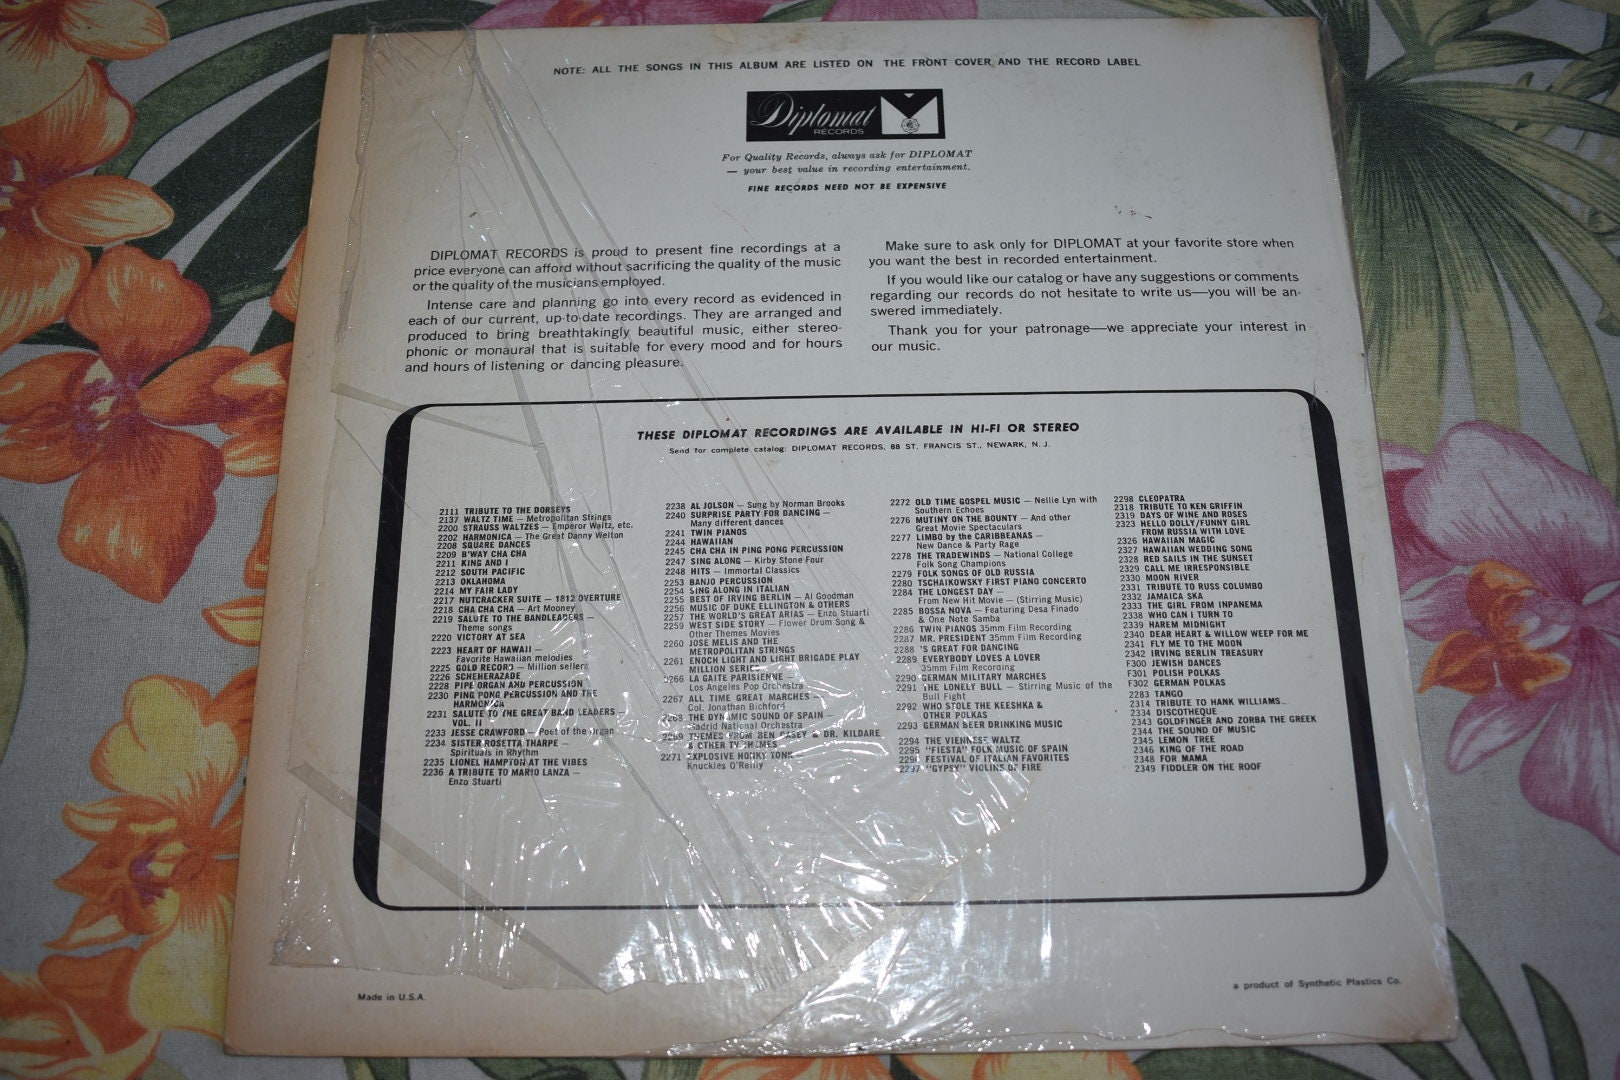 NOTE: ALL THE SONGS IN THIS ALBUM ARE LISTED ON THE FRONT COVER AND THE RECORD LABEL
Diplomat
RECORDS
For Quality Records, always ask for DIPLOMAT
— your best value in recording entertainment.
FINE RECORDS NEED NOT BE EXPENSIVE
DIPLOMAT RECORDS is proud to present fine recordings at a
price everyone can afford without sacrificing the quality of the music
or the quality of the musicians employed.
Intense care and planning go into every record as evidenced in
each of our current, up-to-date recordings. They are arranged and
produced to bring breathtakingly beautiful music, either stereo-
phonic or monaural that is suitable for every mood and for hours
and hours of listening or dancing pleasure.
Make sure to ask only for DIPLOMAT at your favorite store when
you want the best in recorded entertainment.
If you would like our catalog or have any suggestions or comments
regarding our records do not hesitate to write us—you will be an-
swered immediately.
Thank you for your patronage—we appreciate your interest in
our music.
THESE DIPLOMAT RECORDINGS ARE AVAILABLE IN HI-FI OR STEREO
Send for complete catalog: DIPLOMAT RECORDS, 88 ST. FRANCIS ST., NEWARK, N. J.
2111 TRIBUTE TO THE DORSEYS
2137 WALTZ TIME — Metropolitan Strings
2200 STRAUSS WALTZES — Emperor Waltz, etc.
2202 HARMONICA — The Great Danny Welton
2208 SQUARE DANCES
2209 B'WAY CHA CHA
2211 KING AND I
2212 SOUTH PACIFIC
2213 OKLAHOMA
2214 MY FAIR LADY
2217 NUTCRACKER SUITE — 1812 OVERTURE
2218 CHA CHA CHA — Art Mooney
2219 SALUTE TO THE BANDLEADERS —
Theme songs
2220 VICTORY AT SEA
2223 HEART OF HAWAII —
Favorite Hawaiian melodies
2225 GOLD RECORD — Million sellers
2226 SCHEHERAZADE
2228 PIPE ORGAN AND PERCUSSION
2230 PING PONG PERCUSSION AND THE
HARMONICA
2231 SALUTE TO THE GREAT BAND LEADERS —
VOL. II
2233 JESSE CRAWFORD — Poet of the Organ
2234 SISTER ROSETTA THARPE —
Spirituals in Rhythm
2235 LIONEL HAMPTON AT THE VIBES
2236 A TRIBUTE TO MARIO LANZA —
Enzo Stuarti
2238 AL JOLSON — Sung by Norman Brooks
2240 SURPRISE PARTY FOR DANCING —
Many different dances
2241 TWIN PIANOS
2244 HAWAIIAN
2245 CHA CHA IN PING PONG PERCUSSION
2247 SING ALONG — Kirby Stone Four
2248 HITS — Immortal Classics
2253 BANJO PERCUSSION
2254 SING ALONG IN ITALIAN
2255 BEST OF IRVING BERLIN — Al Goodman
2256 MUSIC OF DUKE ELLINGTON & OTHERS
2257 THE WORLD'S GREAT ARIAS — Enzo Stuarti
2259 WEST SIDE STORY — Flower Drum Song &
Other Themes Movies
2260 JOSE MELIS AND THE
METROPOLITAN STRINGS
2261 ENOCH LIGHT AND LIGHT BRIGADE PLAY
MILLION SERIES
2266 LA GAITE PARISIENNE —
Los Angeles Pop Orchestra
2267 ALL TIME GREAT MARCHES —
Col. Jonathan Bichford
2268 THE DYNAMIC SOUND OF SPAIN —
Madrid National Orchestra
2269 THEMES FROM BEN CASEY & DR. KILDARE
& OTHER TV THEMES
2271 EXPLOSIVE HONKY TONK
Knuckles O'Reilly
2272 OLD TIME GOSPEL MUSIC — Nellie Lyn with
Southern Echoes
2276 MUTINY ON THE BOUNTY — And other
Great Movie Spectaculars
2277 LIMBO by the CARIBBEANAS —
New Dance & Party Rage
2278 THE TRADEWINDS — National College
Folk Song Champions
2279 FOLK SONGS OF OLD RUSSIA
2280 TSCHAIKOWSKY FIRST PIANO CONCERTO
2284 THE LONGEST DAY —
From New Hit Movie — (Stirring Music)
2285 BOSSA NOVA — Featuring Desa Finado
& One Note Samba
2286 TWIN PIANOS 35mm Film Recording
2287 MR. PRESIDENT 35mm Film Recording
2288 'S GREAT FOR DANCING
2289 EVERYBODY LOVES A LOVER
35mm Film Recording
2290 GERMAN MILITARY MARCHES
2291 THE LONELY BULL — Stirring Music of the
Bull Fight
2292 WHO STOLE THE KEESHKA &
OTHER POLKAS
2293 GERMAN BEER DRINKING MUSIC
2294 THE VIENNESE WALTZ
2295 "FIESTA" FOLK MUSIC OF SPAIN
2296 FESTIVAL OF ITALIAN FAVORITES
2297 "GYPSY" VIOLINS OF FIRE
2298 CLEOPATRA
2318 TRIBUTE TO KEN GRIFFIN
2319 DAYS OF WINE AND ROSES
2323 HELLO DOLLY/FUNNY GIRL
FROM RUSSIA WITH LOVE
2326 HAWAIIAN MAGIC
2327 HAWAIIAN WEDDING SONG
2328 RED SAILS IN THE SUNSET
2329 CALL ME IRRESPONSIBLE
2330 MOON RIVER
2331 TRIBUTE TO RUSS COLUMBO
2332 JAMAICA SKA
2333 THE GIRL FROM INPANEMA
2338 WHO CAN I TURN TO
2339 HAREM MIDNIGHT
2340 DEAR HEART & WILLOW WEEP FOR ME
2341 FLY ME TO THE MOON
2342 IRVING BERLIN TREASURY
F300 JEWISH DANCES
F301 POLISH POLKAS
F302 GERMAN POLKAS
2283 TANGO
2314 TRIBUTE TO HANK WILLIAMS
2334 DISCOTHEQUE
2343 GOLDFINGER AND ZORBA THE GREEK
2344 THE SOUND OF MUSIC
2345 LEMON TREE
2346 KING OF THE ROAD
2348 FOR MAMA
2349 FIDDLER ON THE ROOF
Made in U.S.A.
a product of Synthetic Plastics Co.